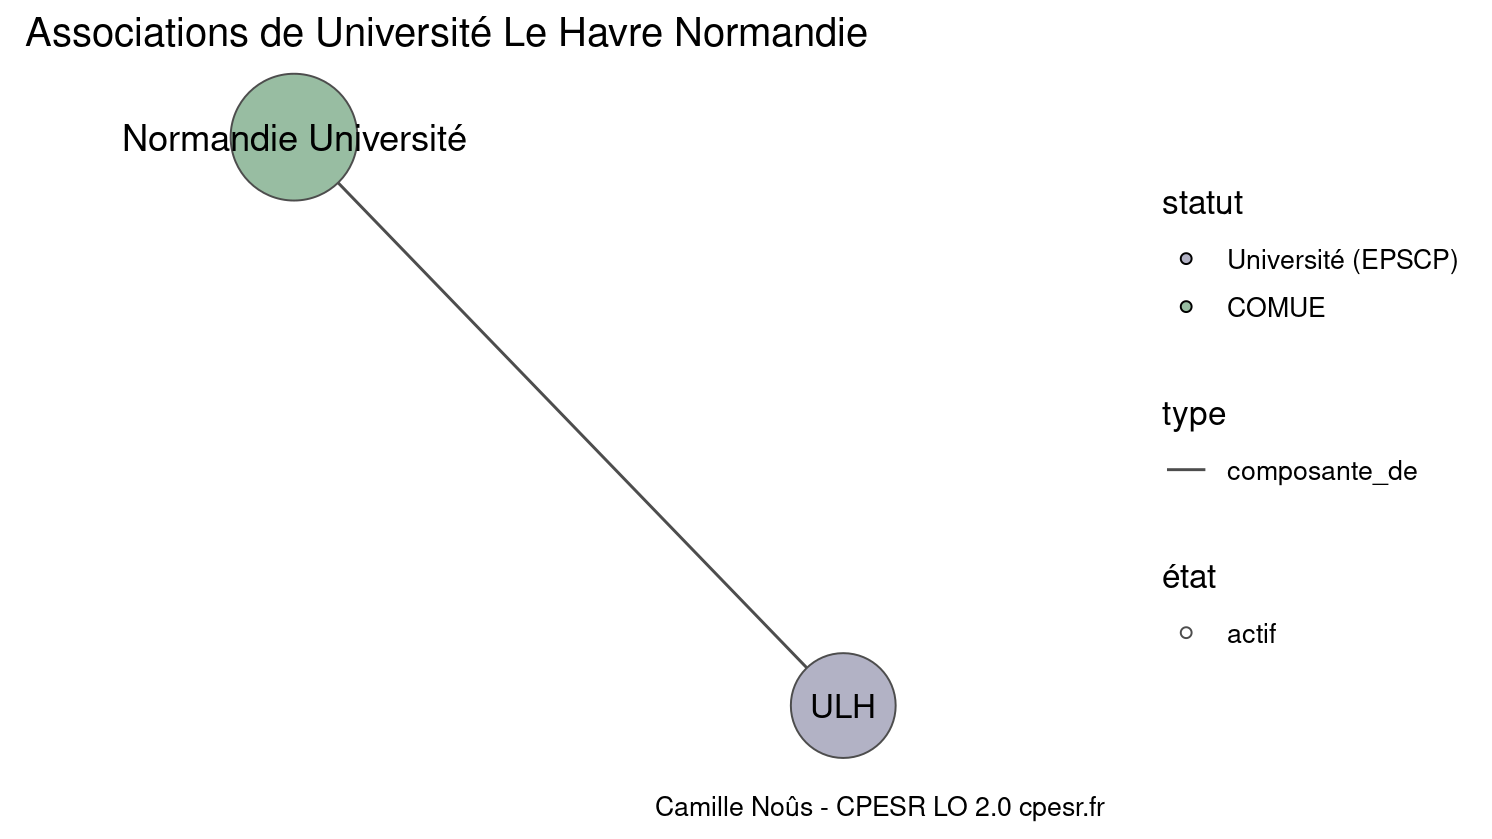 Associations de Université Le Havre Normandie
Normandie Université
statut
Université (EPSCP)
COMUE
type
composante_de
état
actif
ULH
Camille Noûs - CPESR LO 2.0 cpesr.fr